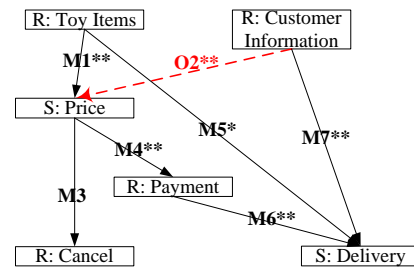 R: Toy Items
R: Customer
Information
M1**
O2**
S: Price
M5*
M7**
M4**
M3
R: Payment
M6**
R: Cancel
S: Delivery